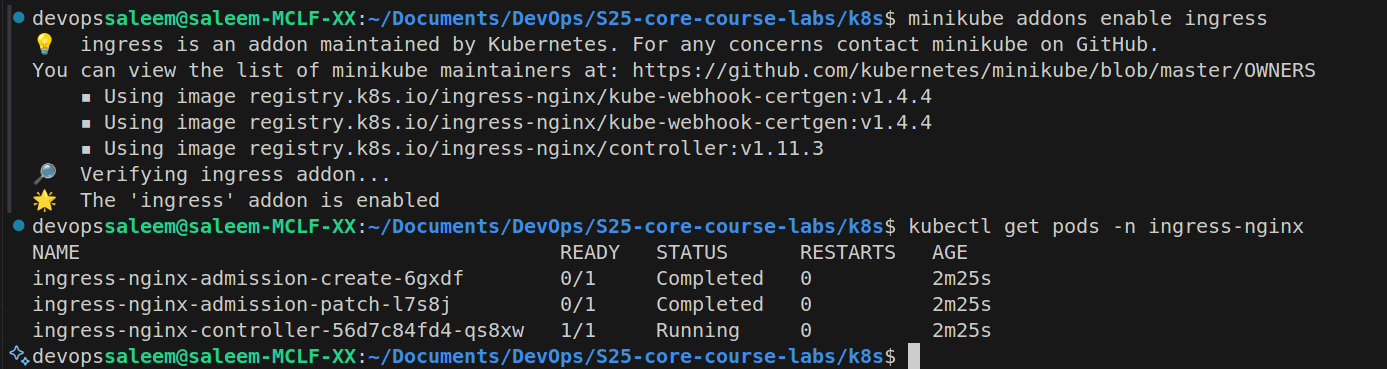 devopssaleem@saleem-MCLF-XX:~/Documents/DevOps/S25-core-course-labs/k8s$ minikube addons enable ingress
💡  ingress is an addon maintained by Kubernetes. For any concerns contact minikube on GitHub.
You can view the list of minikube maintainers at: https://github.com/kubernetes/minikube/blob/master/OWNERS
▪ Using image registry.k8s.io/ingress-nginx/kube-webhook-certgen:v1.4.4
▪ Using image registry.k8s.io/ingress-nginx/kube-webhook-certgen:v1.4.4
▪ Using image registry.k8s.io/ingress-nginx/controller:v1.11.3
🔎  Verifying ingress addon...
🌟  The 'ingress' addon is enabled
devopssaleem@saleem-MCLF-XX:~/Documents/DevOps/S25-core-course-labs/k8s$ kubectl get pods -n ingress-nginx
NAME                                        READY   STATUS      RESTARTS   AGE
ingress-nginx-admission-create-6gxdf        0/1     Completed   0          2m25s
ingress-nginx-admission-patch-l7s8j         0/1     Completed   0          2m25s
ingress-nginx-controller-56d7c84fd4-qs8xw   1/1     Running     0          2m25s
devopssaleem@saleem-MCLF-XX:~/Documents/DevOps/S25-core-course-labs/k8s$